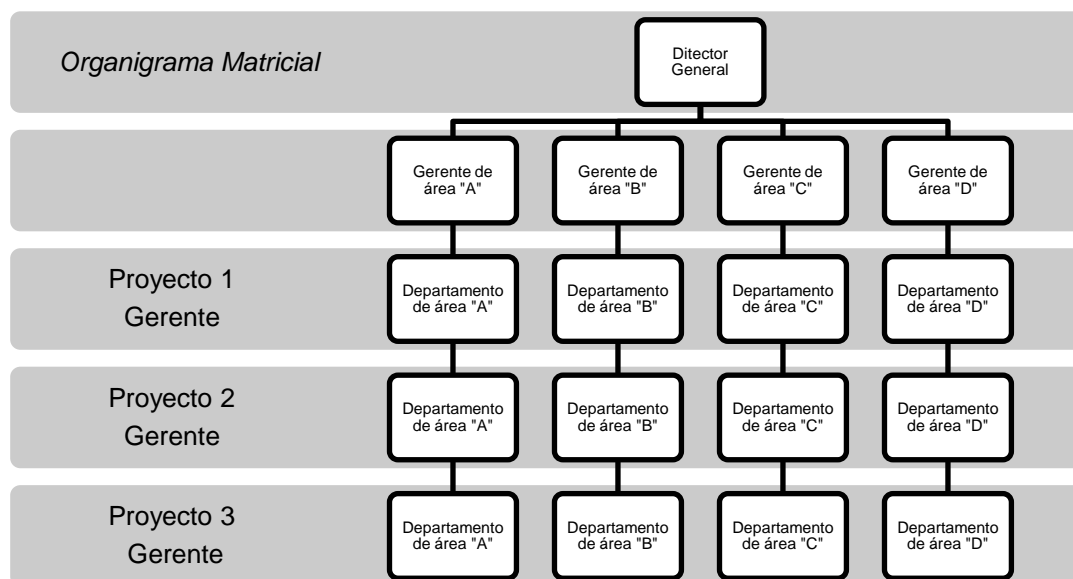 Organigrama Matricial
Ditector
General
Gerente de
área "A"
Gerente de
área "B"
Gerente de
área "C"
Gerente de
área "D"
Proyecto 1
Gerente
Departamento
de área "A"
Departamento
de área "B"
Departamento
de área "C"
Departamento
de área "D"
Proyecto 2
Gerente
Departamento
de área "A"
Departamento
de área "B"
Departamento
de área "C"
Departamento
de área "D"
Proyecto 3
Gerente
Departamento
de área "A"
Departamento
de área "B"
Departamento
de área "C"
Departamento
de área "D"